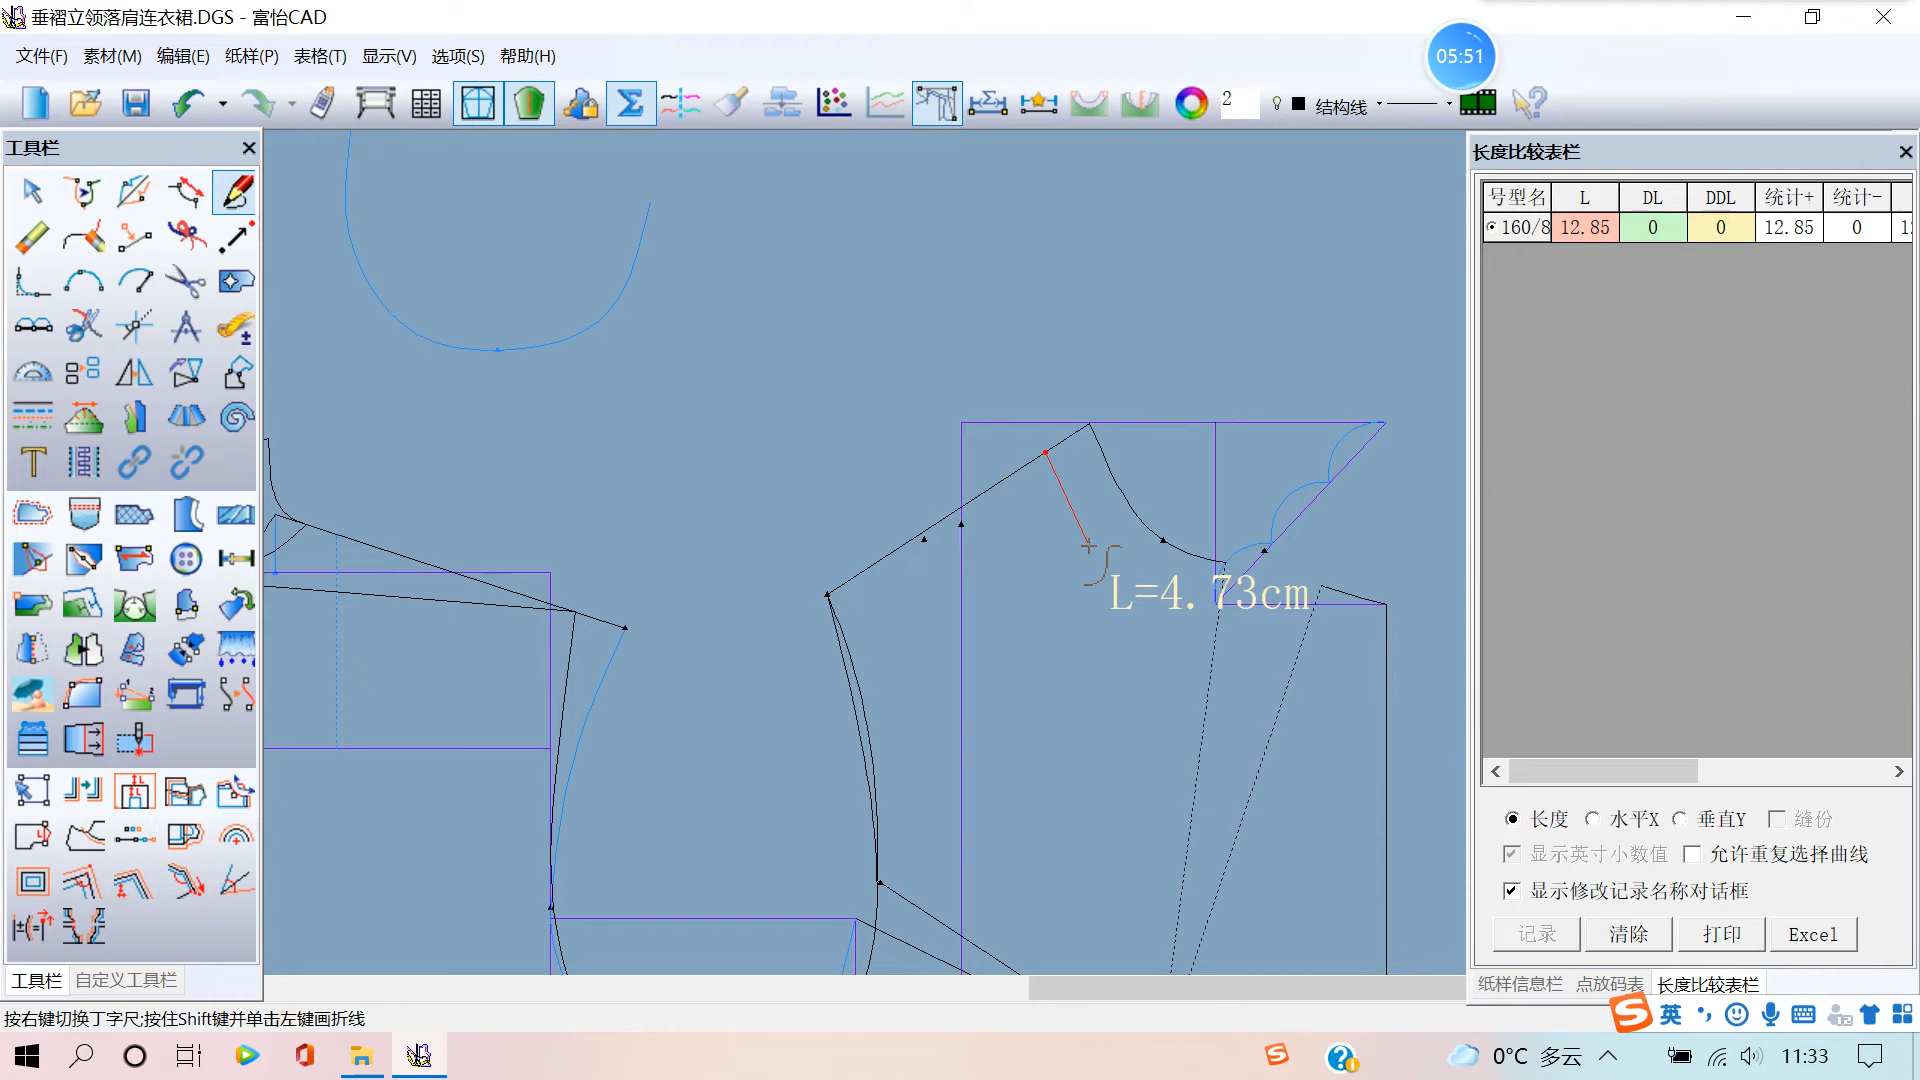 垂褶立领落肩连衣裙.DGS - 富怡CAD
文件(F) 素材(M) 编辑(E) 纸样(P) 表格(T) 显示(V) 选项(S) 帮助(H)
05:51
2
结构线
工具栏
长度比较表栏
号型名 L DL DDL 统计+ 统计-
160/8 12.85 0 0 12.85 0
L=4.73cm
长度 水平X 垂直Y 缝份
显示英寸小数值 允许重复选择曲线
显示修改记录名称对话框
记录 清除 打印 Excel
工具栏 自定义工具栏
纸样信息栏 点放码表 长度比较表栏
按右键切换丁字尺;按住Shift键并单击左键画折线
英
12
0°C 多云
11:33